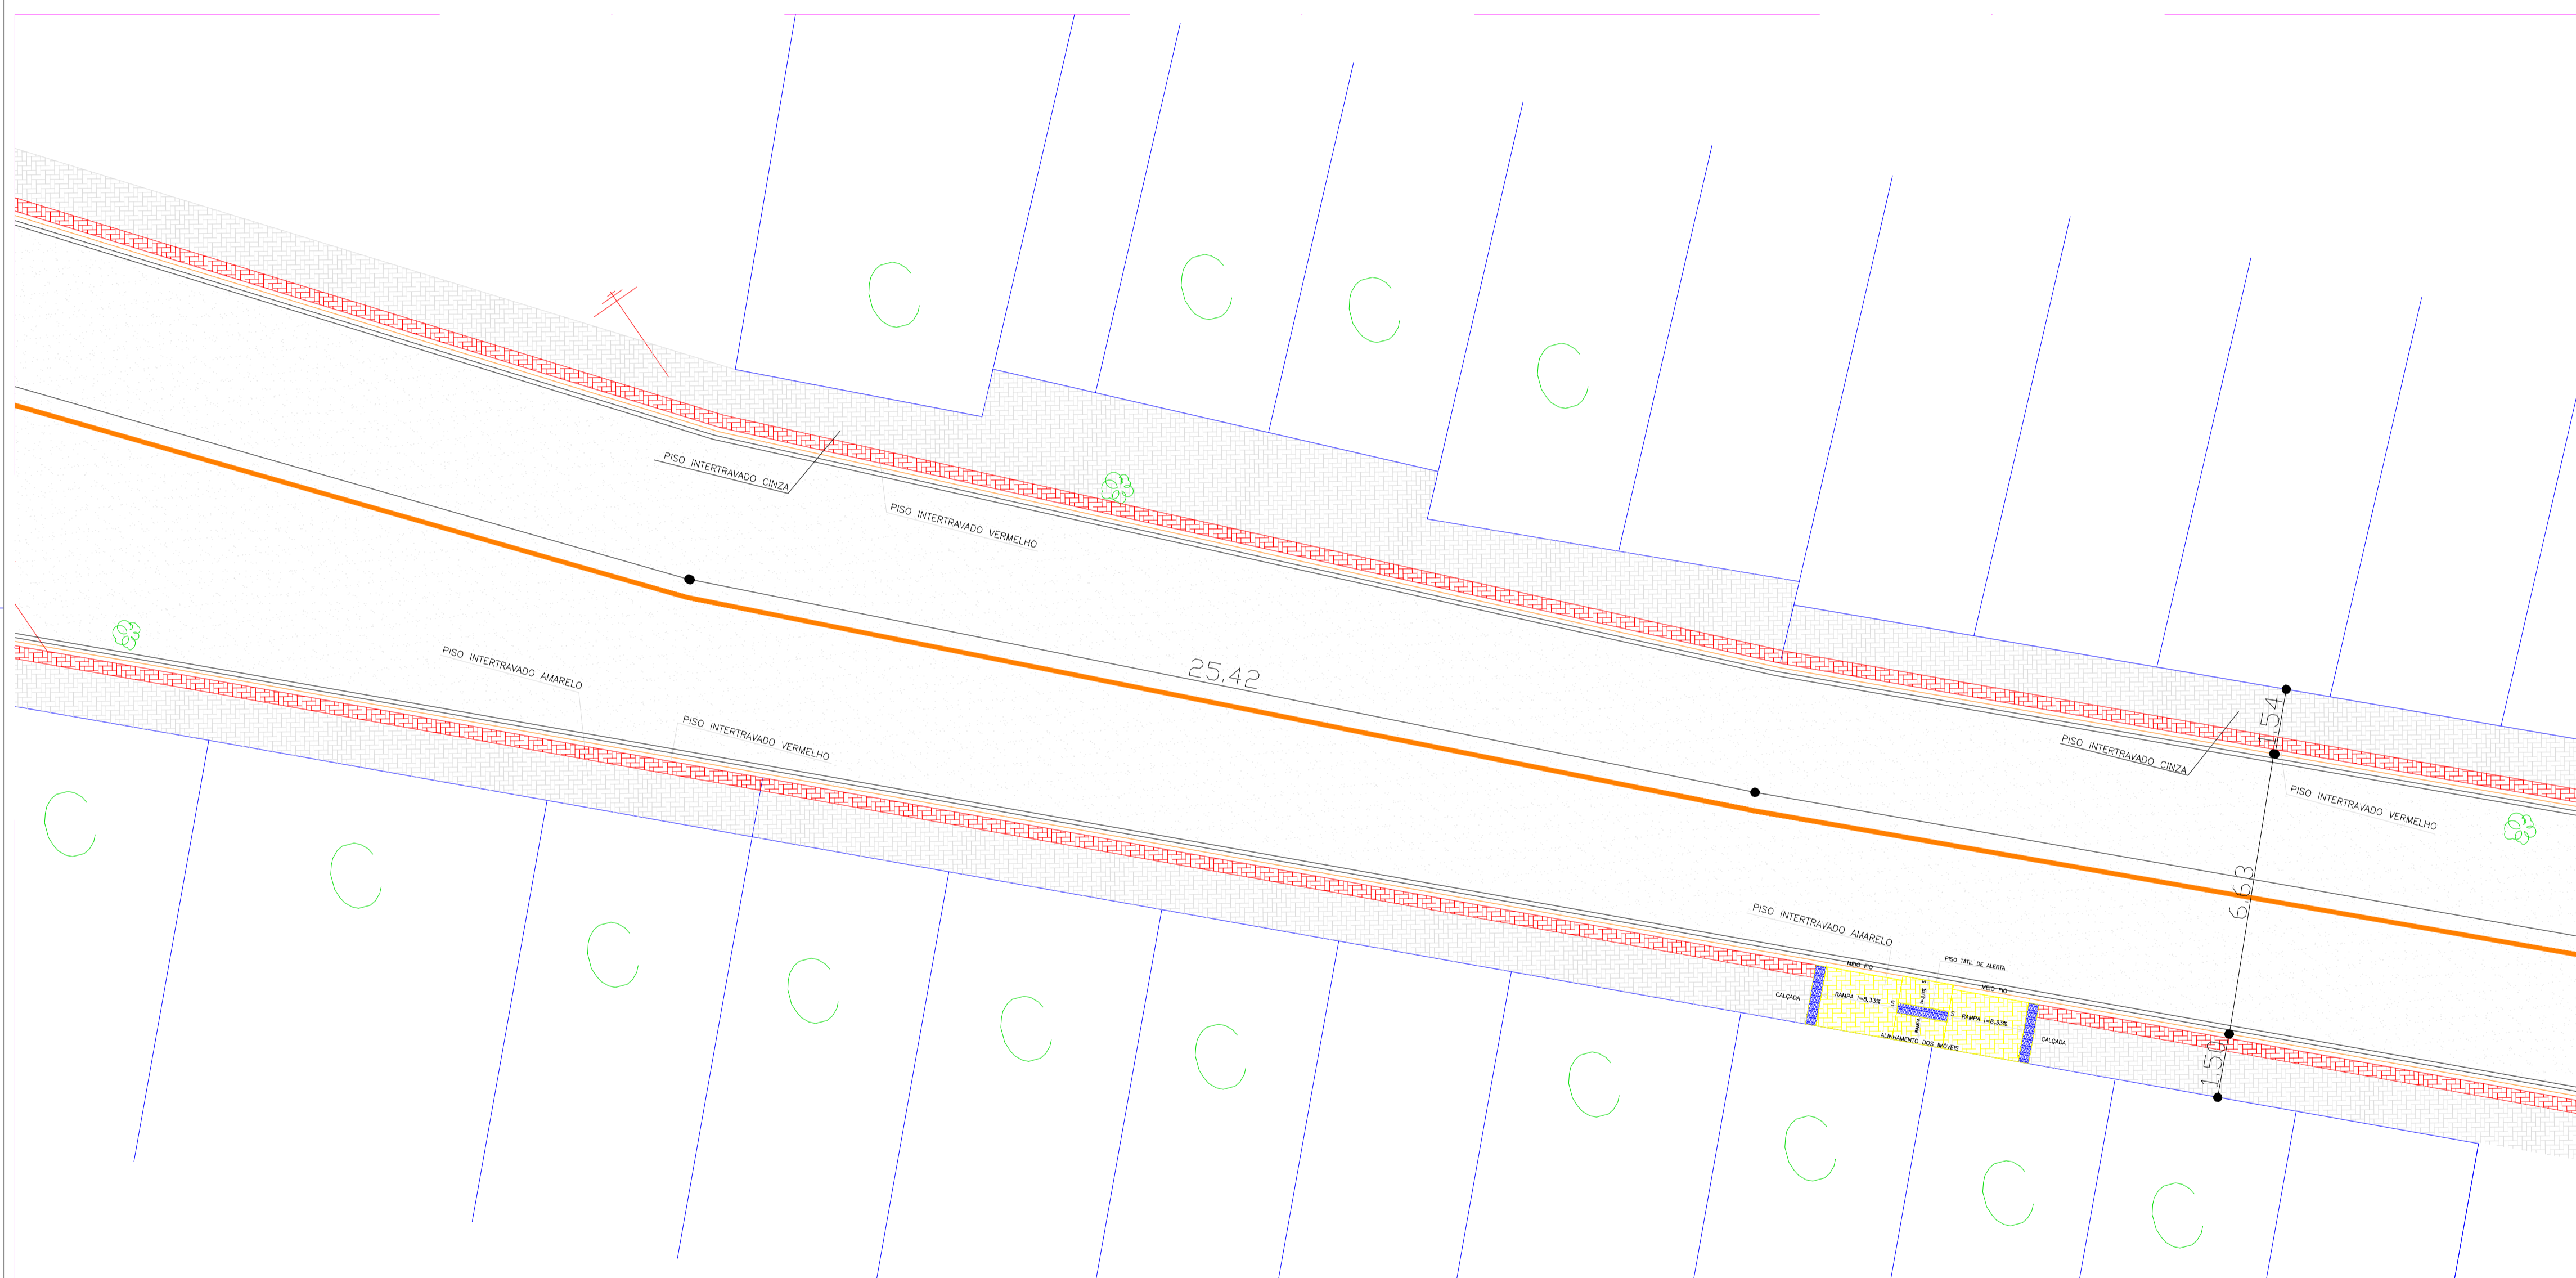 C
C
C
C
PISO INTERTRAVADO CINZA
PISO INTERTRAVADO VERMELHO
PISO INTERTRAVADO AMARELO
PISO INTERTRAVADO VERMELHO
25.42
1.54
PISO INTERTRAVADO CINZA
PISO INTERTRAVADO VERMELHO
6.63
PISO INTERTRAVADO AMARELO
PISO TÁTIL DE ALERTA
MEIO FIO
MEIO FIO
CALÇADA
RAMPA i=8,33%
S
S
S
RAMPA
RAMPA i=8,33%
ALINHAMENTO DOS IMÓVEIS
CALÇADA
1.50
C
C
C
C
C
C
C
C
C
C